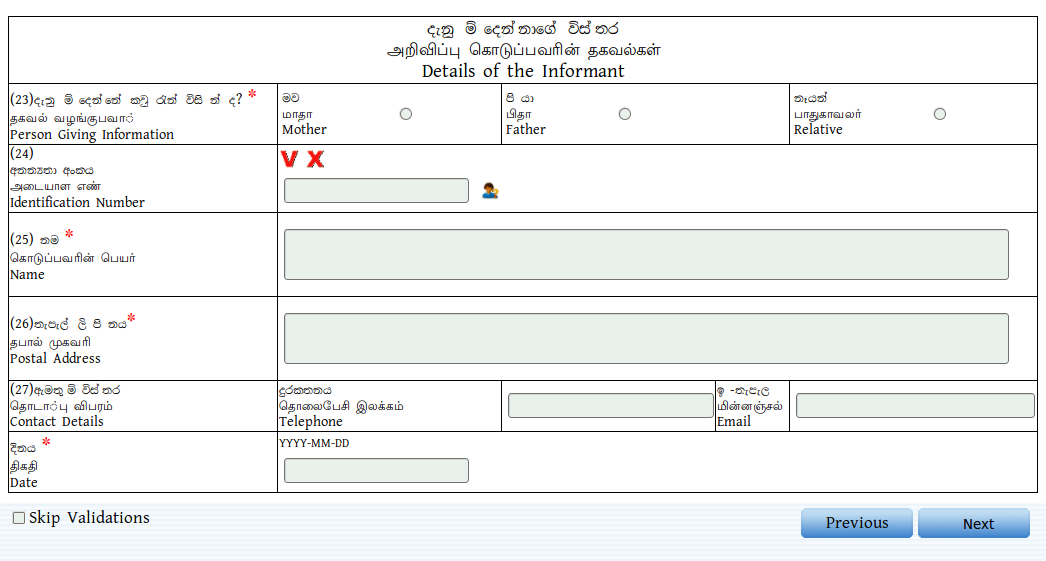 දැනුම් දෙන්නාගේ විස්තර
அறிவிப்பு கொடுப்பவரின் தகவல்கள்
Details of the Informant
(23)දැනුම් දෙන්නේ කවුරුන් විසින් ද? *
தகவல் வழங்குபவர்
Person Giving Information
මව
மாதா
Mother
පියා
பிதா
Father
பாதுகாவலர்
Relative
(24)
අනන්‍යතා අංකය
அடையாள எண்
Identification Number
V X
(25) නම *
கொடுப்பவரின் பெயர்
Name
(26)තැපැල් ලිපිනය*
தபால் முகவரி
Postal Address
(27)ඇමතුම් විස්තර
தொடர்பு விபரம்
Contact Details
දුරකතනය
தொலைபேசி இலக்கம்
Telephone
ඉ -තැපැල
மின்னஞ்சல்
Email
දිනය *
திகதி
Date
YYYY-MM-DD
Skip Validations
Previous
Next